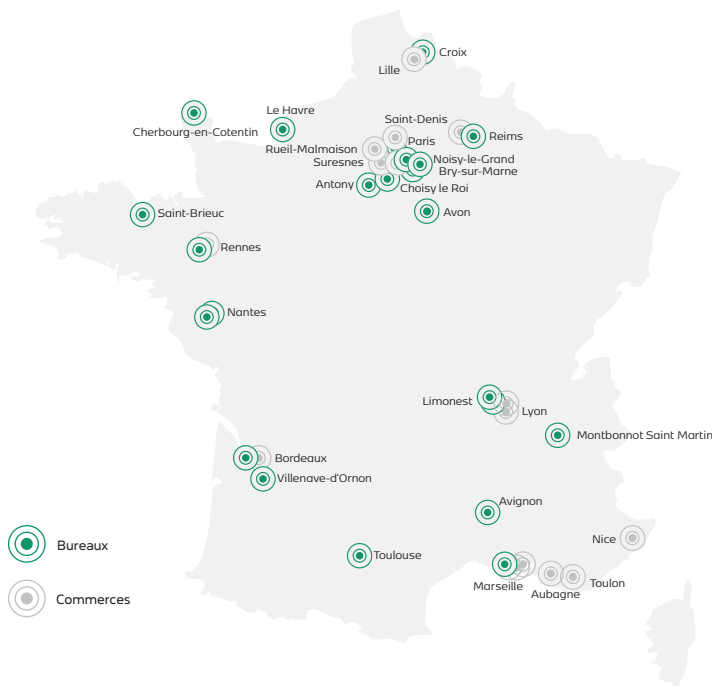 Croix
Lille
Le Havre
Cherbourg-en-Cotentin
Saint-Denis
Reims
Paris
Rueil-Malmaison
Suresnes
Noisy-le-Grand
Bry-sur-Marne
Antony
Choisy le Roi
Avon
Saint-Brieuc
Rennes
Nantes
Limonest
Lyon
Montbonnot Saint Martin
Bordeaux
Villenave-d'Ornon
Avignon
Nice
Bureaux
Toulouse
Marseille
Toulon
Aubagne
Commerces